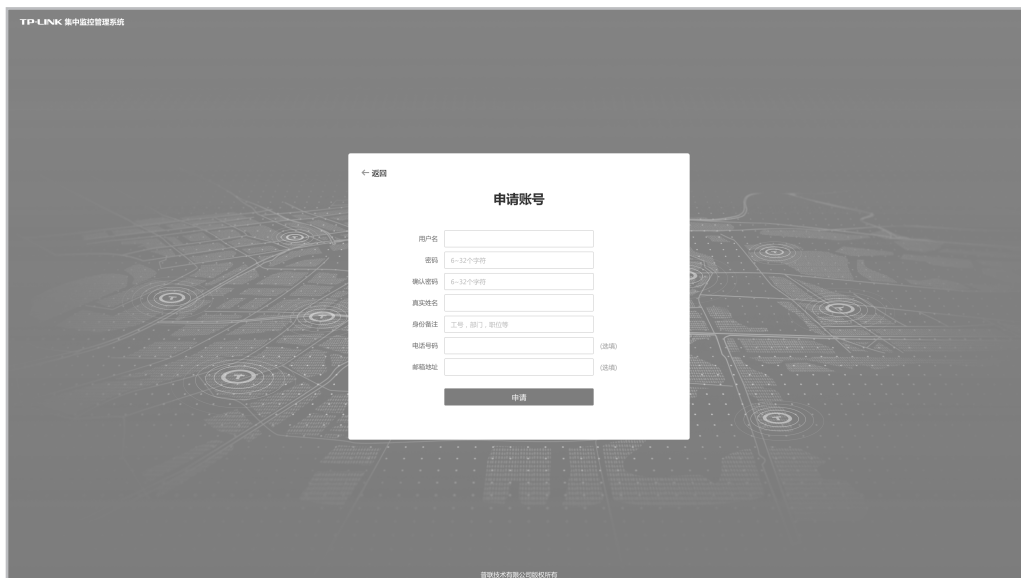 TP-LINK 集中监控管理系统
← 返回
申请账号
用户名
密码 6~32个字符
确认密码 6~32个字符
真实姓名
身份备注 工号，部门，职位等
电话号码 (选填)
邮箱地址 (选填)
申请
普联技术有限公司版权所有